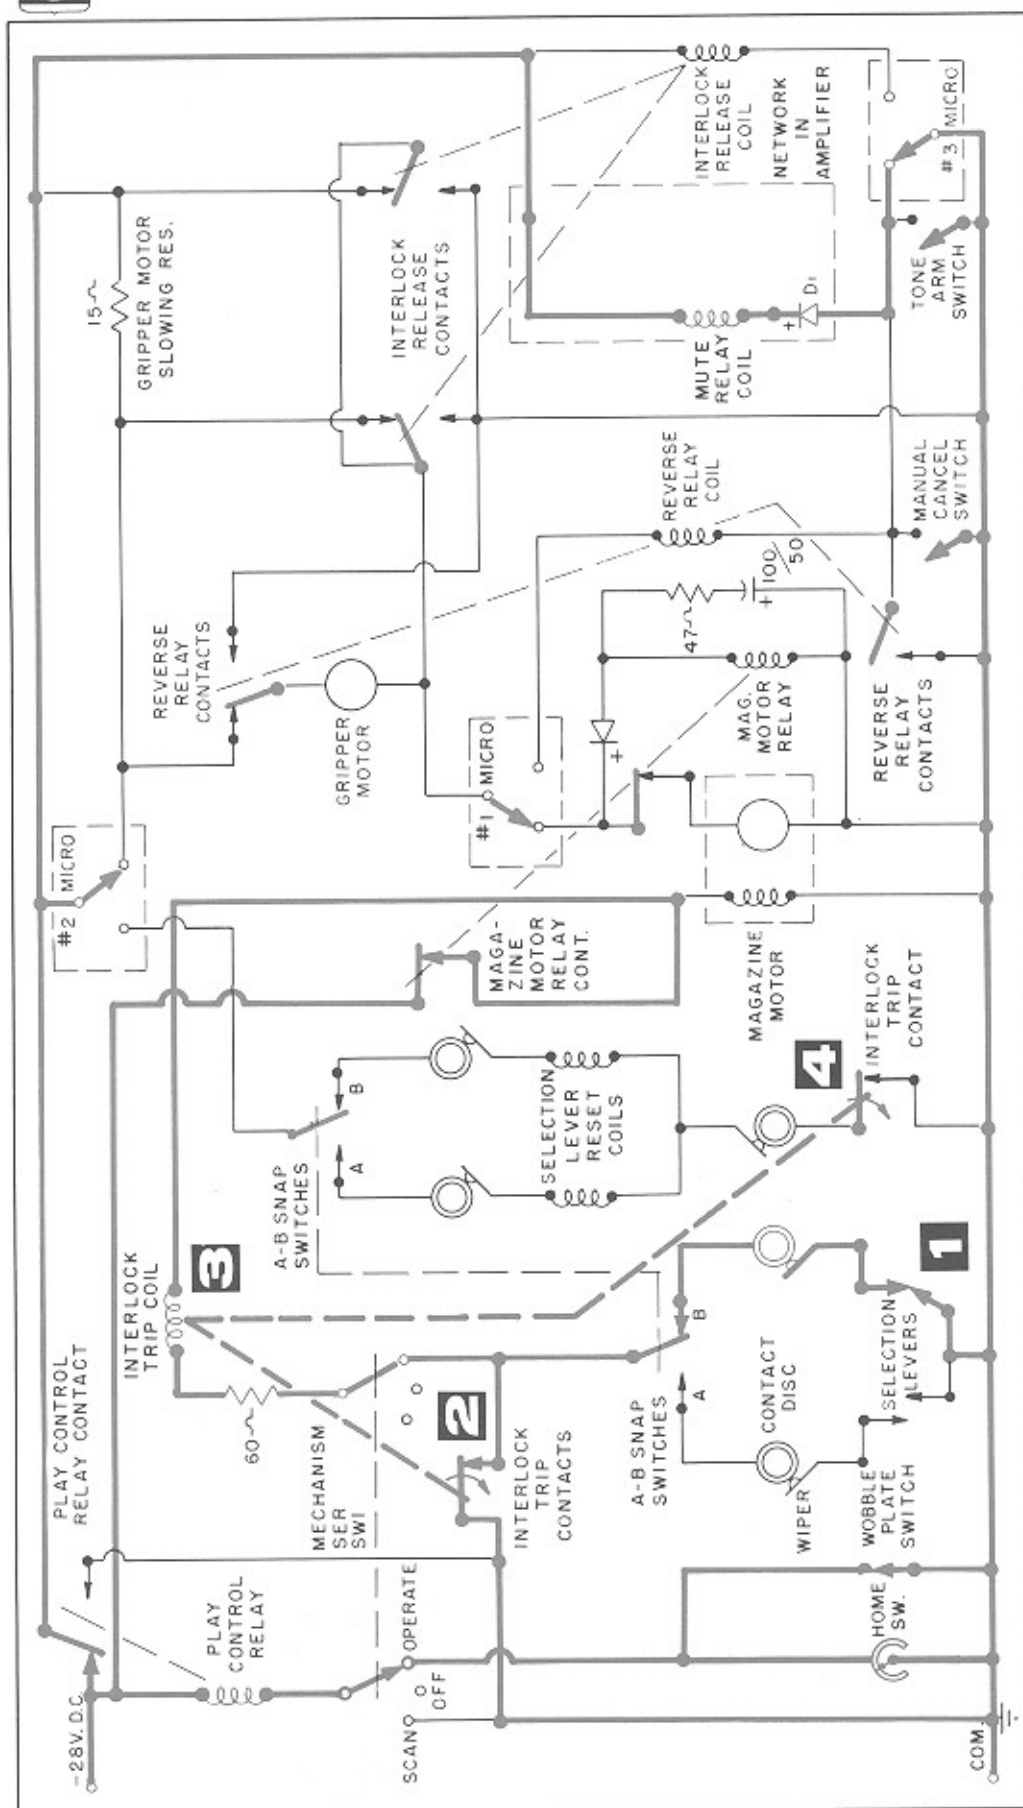 -28V. D.C.
PLAY CONTROL
RELAY CONTACT
PLAY
CONTROL
RELAY
SCAN
OFF
OPERATE
MECHANISM
SER
SWI
60
INTERLOCK
TRIP COIL
3
2
INTERLOCK
TRIP
CONTACTS
A-B SNAP
SWITCHES
A
B
SELECTION
LEVER
RESET
COILS
A-B SNAP
SWITCHES
A
B
WIPER
CONTACT
DISC
SELECTION
LEVERS
1
WOBBLE
PLATE
SWITCH
HOME
SW.
COM.
4
INTERLOCK
TRIP
CONTACT
#2
MICRO
MAGA-
ZINE
MOTOR
RELAY
CONT.
MAGAZINE
MOTOR
#1
MICRO
REVERSE
RELAY
CONTACTS
GRIPPER
MOTOR
+
MAG.
MOTOR
RELAY
47
+
100
50
REVERSE
RELAY
CONTACTS
REVERSE
RELAY
COIL
MANUAL
CANCEL
SWITCH
15
GRIPPER MOTOR
SLOWING RES.
INTERLOCK
RELEASE
CONTACTS
MUTE
RELAY
COIL
+
D1
TONE
ARM
SWITCH
INTERLOCK
RELEASE
COIL
NETWORK
IN
AMPLIFIER
#3
MICRO